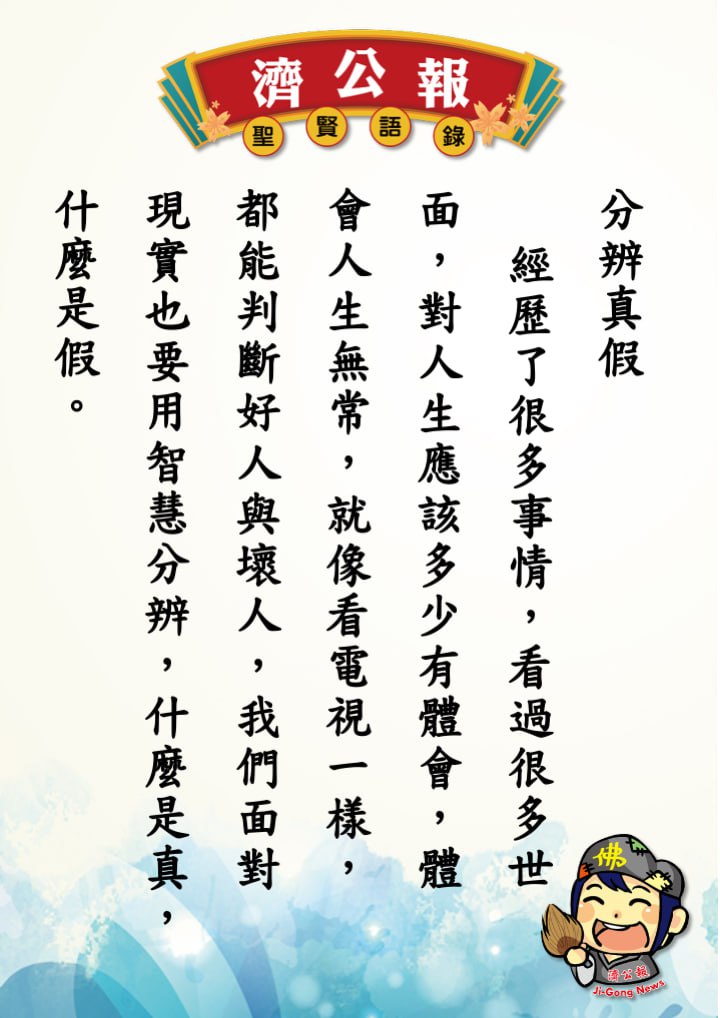 濟公報
聖賢語錄
分辨真假
經歷了很多事情，看過很多世
面，對人生應該多少有體會，體
會人生無常，就像看電視一樣，
都能判斷好人與壞人，我們面對
現實也要用智慧分辨，什麼是真，
什麼是假。
佛
濟公報
Ji-Gong News